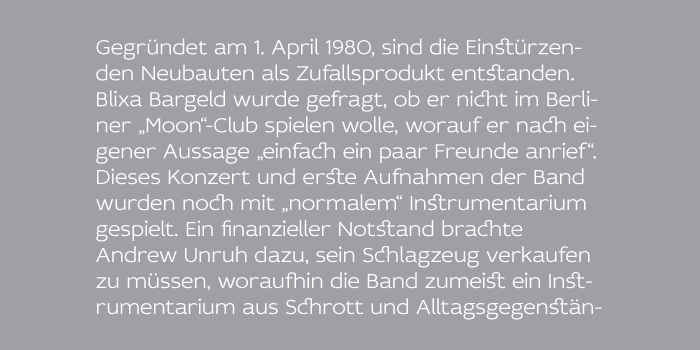 Gegründet am 1. April 1980, sind die Einstürzen-
den Neubauten als Zufallsprodukt entstanden.
Blixa Bargeld wurde gefragt, ob er nicht im Berli-
ner „Moon“-Club spielen wolle, worauf er nach ei-
gener Aussage „einfach ein paar Freunde anrief“.
Dieses Konzert und erste Aufnahmen der Band
wurden noch mit „normalem“ Instrumentarium
gespielt. Ein finanzieller Notstand brachte
Andrew Unruh dazu, sein Schlagzeug verkaufen
zu müssen, woraufhin die Band zumeist ein Inst-
rumentarium aus Schrott und Alltagsgegenstän-